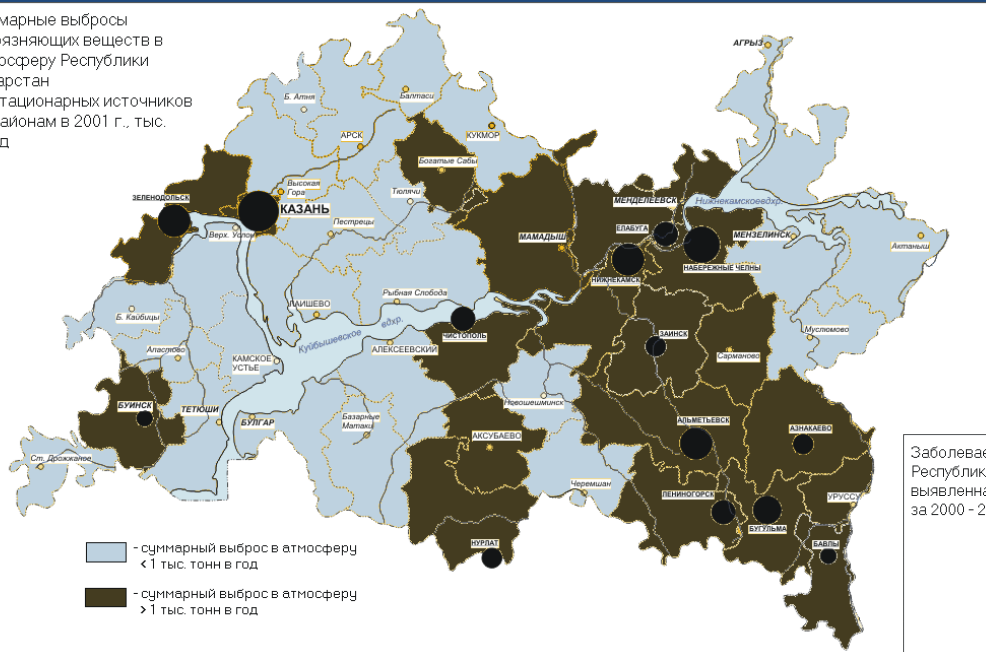 марные выбросы
рязняющих веществ в
осферу Республики
арстан
тационарных источников
айонам в 2001 г., тыс.
д
АГРЫЗ
Балтаси
Б. Атня
КУКМОР
АРСК
Богатые Сабы
Высокая
Гора
Тюлячи
ЗЕЛЕНОДОЛЬСК
КАЗАНЬ
МЕНДЕЛЕЕВСК
Нижнекамскоевдхр.
Пестрецы
Верх. Услон
ЕЛАБУГА
МЕНЗЕЛИНСК
МАМАДЫШ
Актаныш
НАБЕРЕЖНЫЕ ЧЕЛНЫ
НИЖНЕКАМСК
Рыбная Слобода
ЛАИШЕВО
Б. Кайбицы
Куйбышевское вдхр.
ЧИСТОПОЛЬ
ЗАИНСК
Муслюмово
Апастово
АЛЕКСЕЕВСКИЙ
Сарманово
КАМСКОЕ
УСТЬЕ
Новошешминск
БУИНСК
ТЕТЮШИ
БУЛГАР
Базарные
Матаки
АЛЬМЕТЬЕВСК
АЗНАКАЕВО
АКСУБАЕВО
Ст. Дрожжаное
Черемшан
ЛЕНИНОГОРСК
УРУССУ
БУГУЛЬМА
НУРЛАТ
БАВЛЫ
- суммарный выброс в атмосферу
< 1 тыс. тонн в год
- суммарный выброс в атмосферу
> 1 тыс. тонн в год
Заболевае
Республик
выявленна
за 2000 - 2